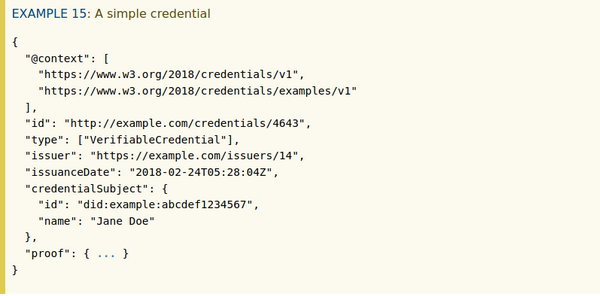 EXAMPLE 15: A simple credential
{
  "@context": [
    "https://www.w3.org/2018/credentials/v1",
    "https://www.w3.org/2018/credentials/examples/v1"
  ],
  "id": "http://example.com/credentials/4643",
  "type": ["VerifiableCredential"],
  "issuer": "https://example.com/issuers/14",
  "issuanceDate": "2018-02-24T05:28:04Z",
  "credentialSubject": {
    "id": "did:example:abcdef1234567",
    "name": "Jane Doe"
  },
  "proof": { ... }
}